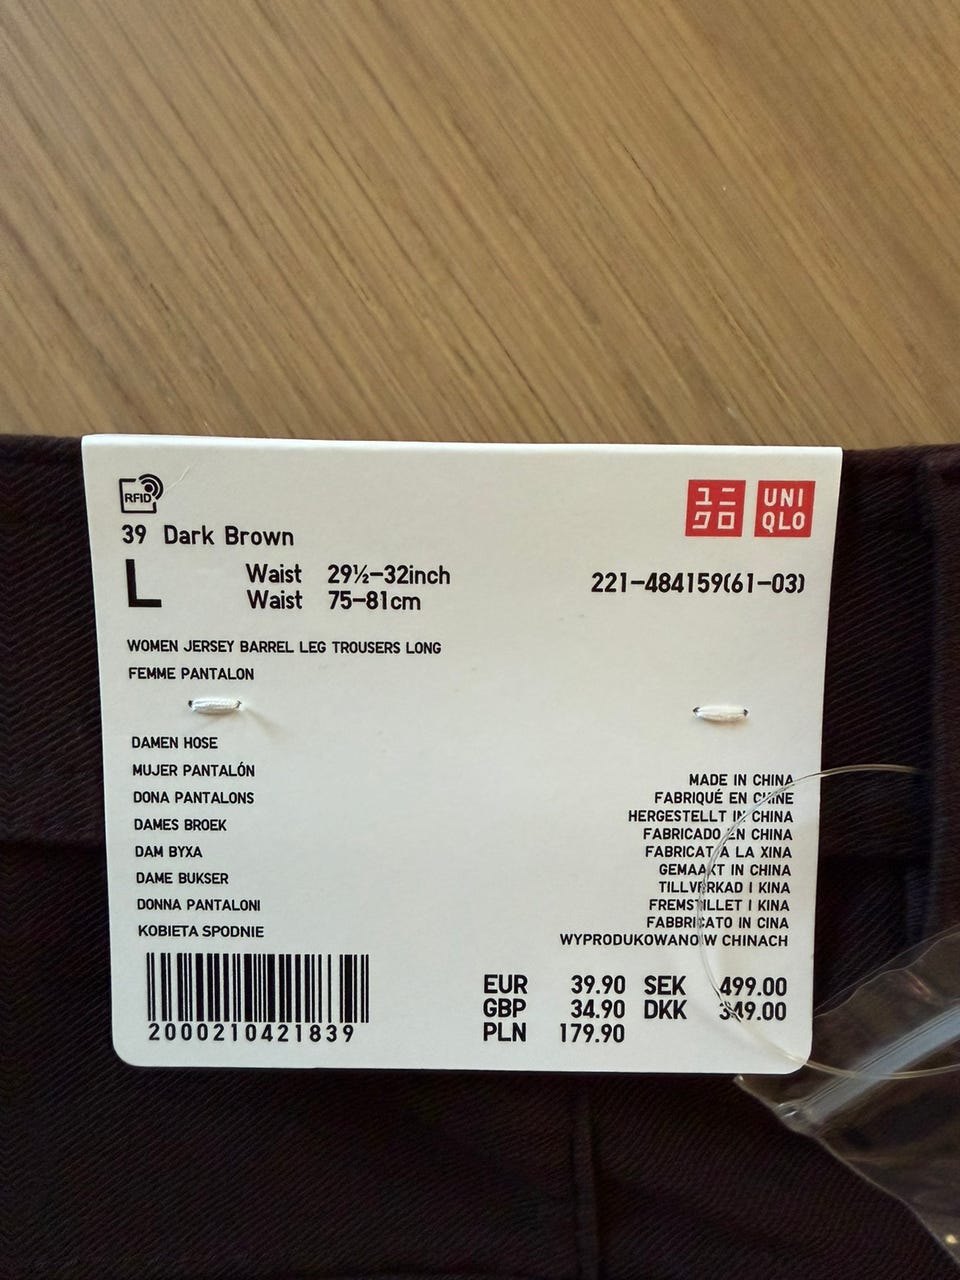 RFID
ユニ
クロ
UNI
QLO
39 Dark Brown
L
Waist 29½-32inch
Waist 75-81cm
221-484159(61-03)
WOMEN JERSEY BARREL LEG TROUSERS LONG
FEMME PANTALON
DAMEN HOSE
MUJER PANTALÓN
DONA PANTALONS
DAMES BROEK
DAM BYXA
DAME BUKSER
DONNA PANTALONI
KOBIETA SPODNIE
MADE IN CHINA
FABRIQUÉ EN CHINE
HERGESTELLT IN CHINA
FABRICADO EN CHINA
FABRICAT A LA XINA
GEMAAKT IN CHINA
TILLVERKAD I KINA
FREMSTILLET I KINA
FABBRICATO IN CINA
WYPRODUKOWANO W CHINACH
2000210421839
EUR 39.90 SEK 499.00
GBP 34.90 DKK 349.00
PLN 179.90